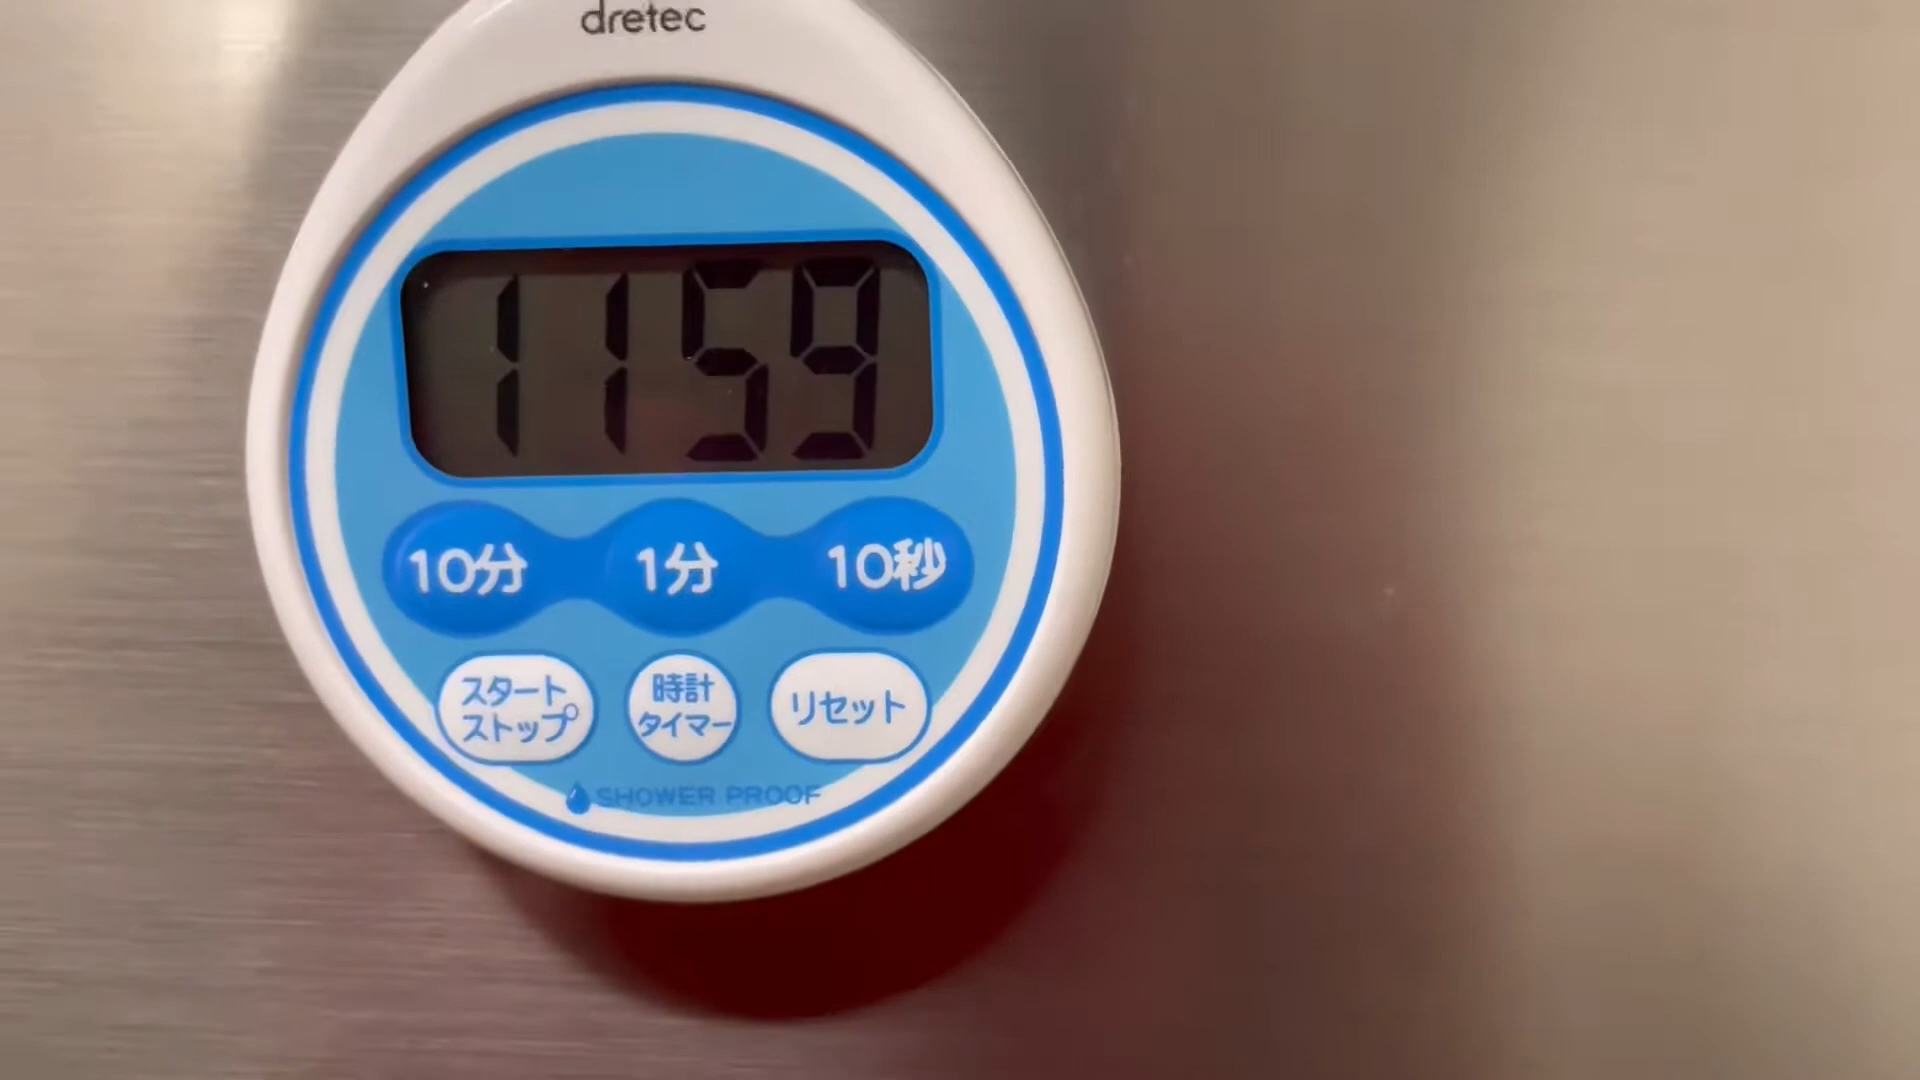 dretec
1159
10分 1分 10秒
スタート
ストップ
時計
タイマー
リセット
SHOWER PROOF